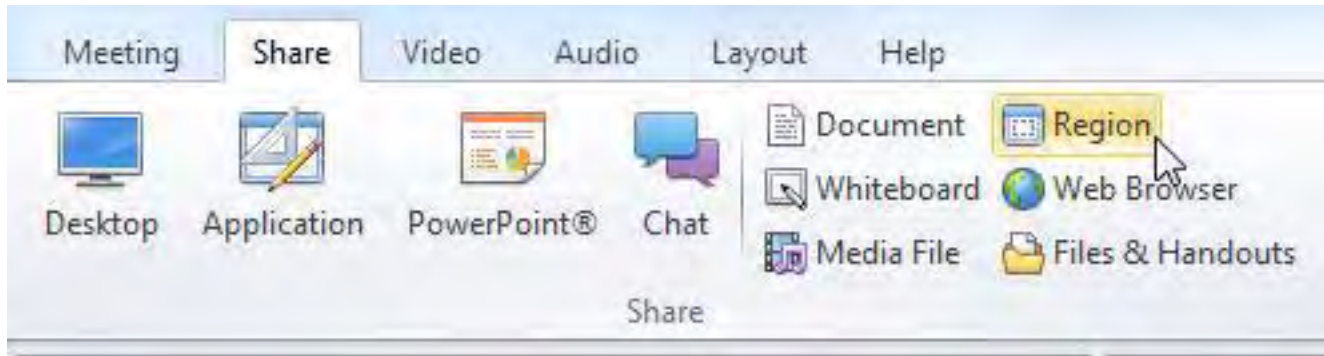 Meeting Share Video Audio Layout Help
Desktop Application PowerPoint® Chat
Document Region
Whiteboard Web Browser
Media File Files & Handouts
Share